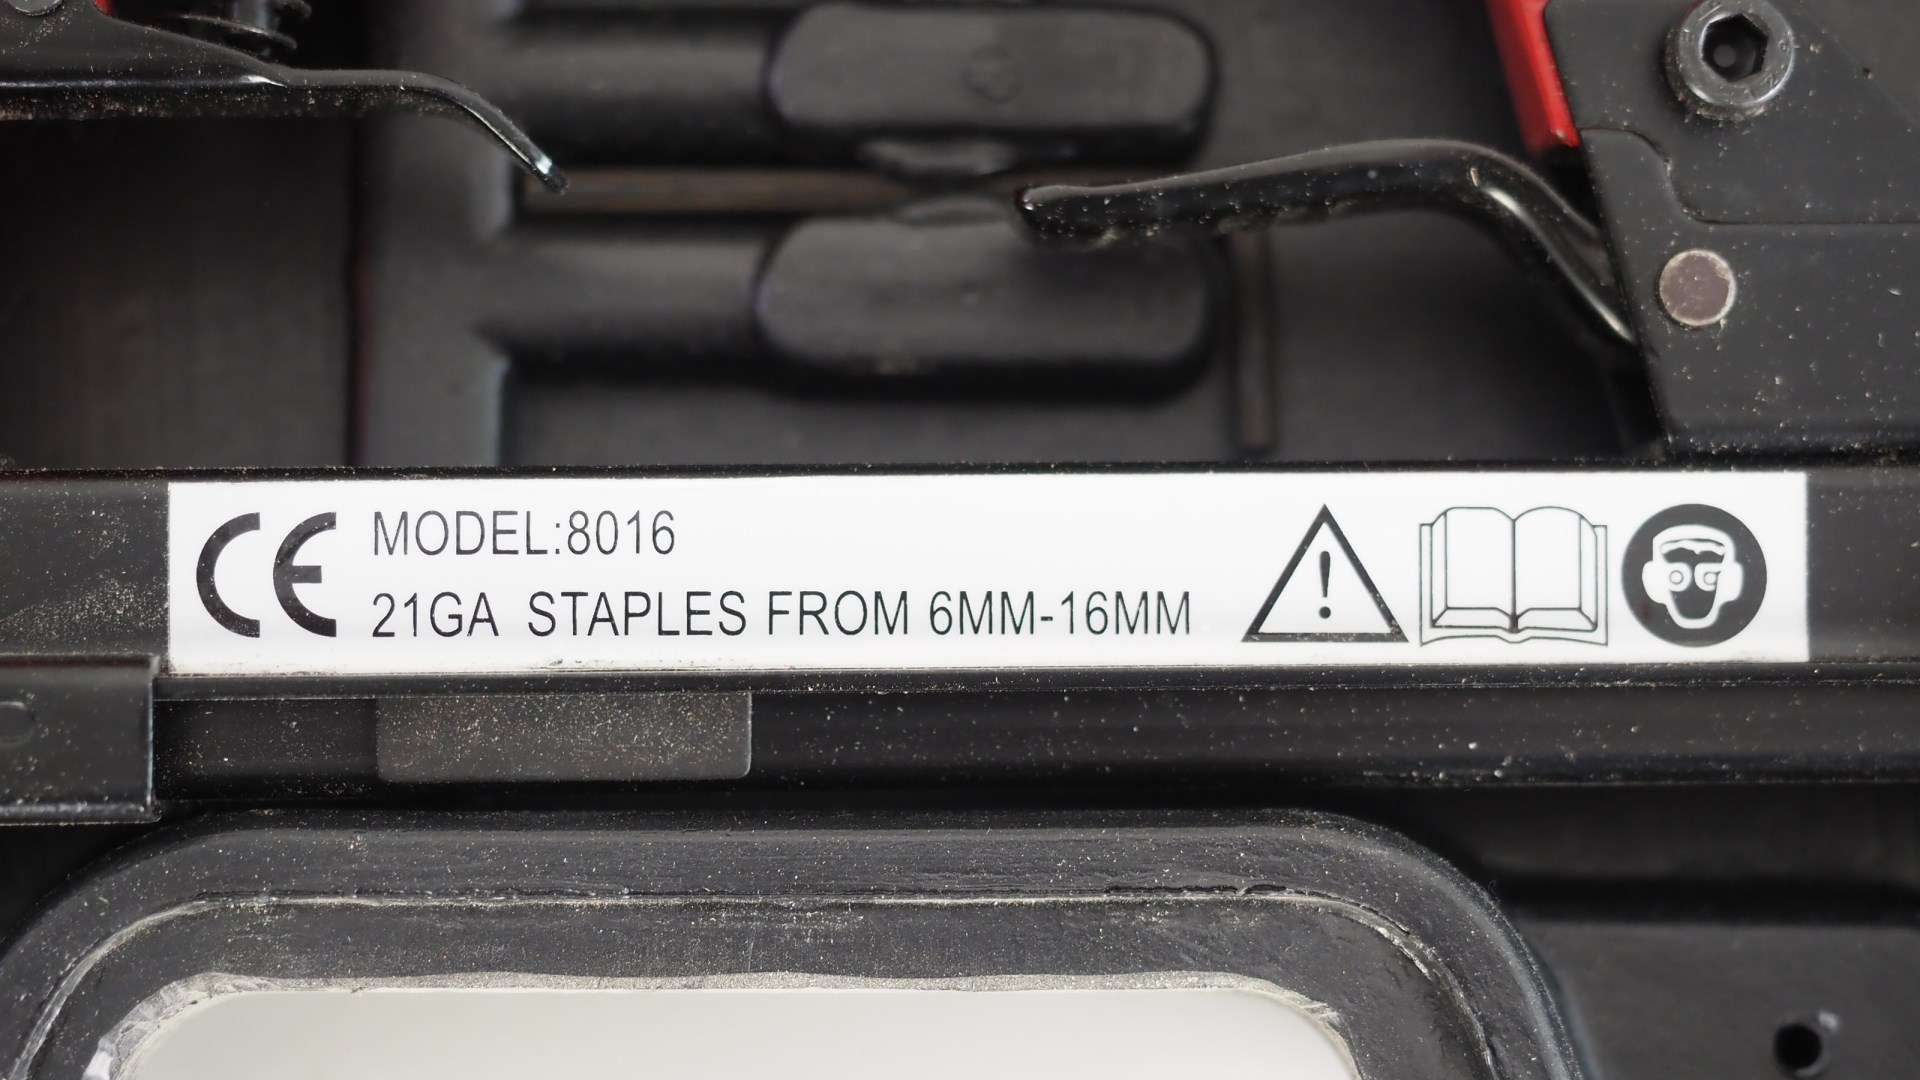 CE
MODEL:8016
21GA STAPLES FROM 6MM-16MM